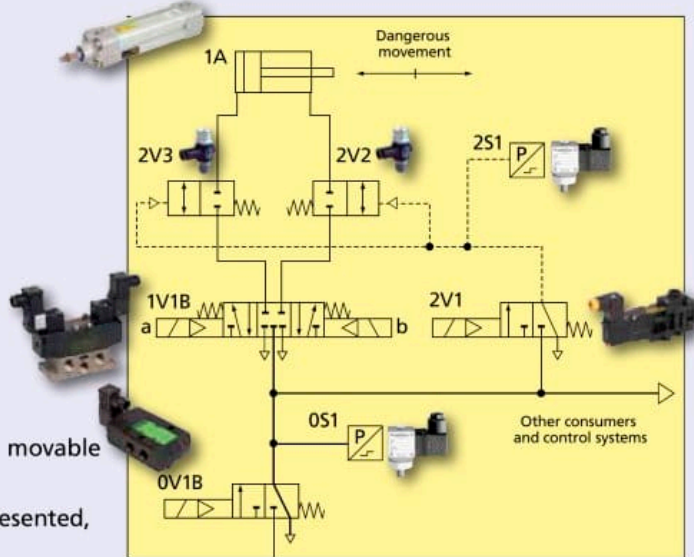 1A
Dangerous
movement
2V3
2V2
2S1
P
1V1B
a
b
2V1
0S1
P
Other consumers
and control systems
movable
0V1B
esented,